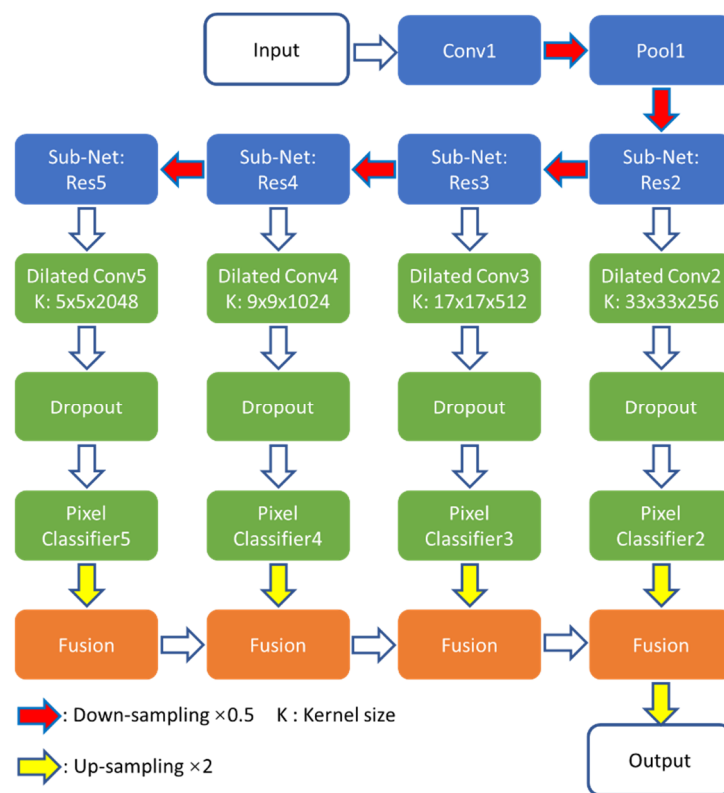 Input
Conv1
Pool1
Sub-Net:
Res5
Sub-Net:
Res4
Sub-Net:
Res3
Sub-Net:
Res2
Dilated Conv5
K: 5x5x2048
Dilated Conv4
K: 9x9x1024
Dilated Conv3
K: 17x17x512
Dilated Conv2
K: 33x33x256
Dropout
Dropout
Dropout
Dropout
Pixel
Classifier5
Pixel
Classifier4
Pixel
Classifier3
Pixel
Classifier2
Fusion
Fusion
Fusion
Fusion
: Down-sampling ×0.5 K : Kernel size
: Up-sampling ×2
Output